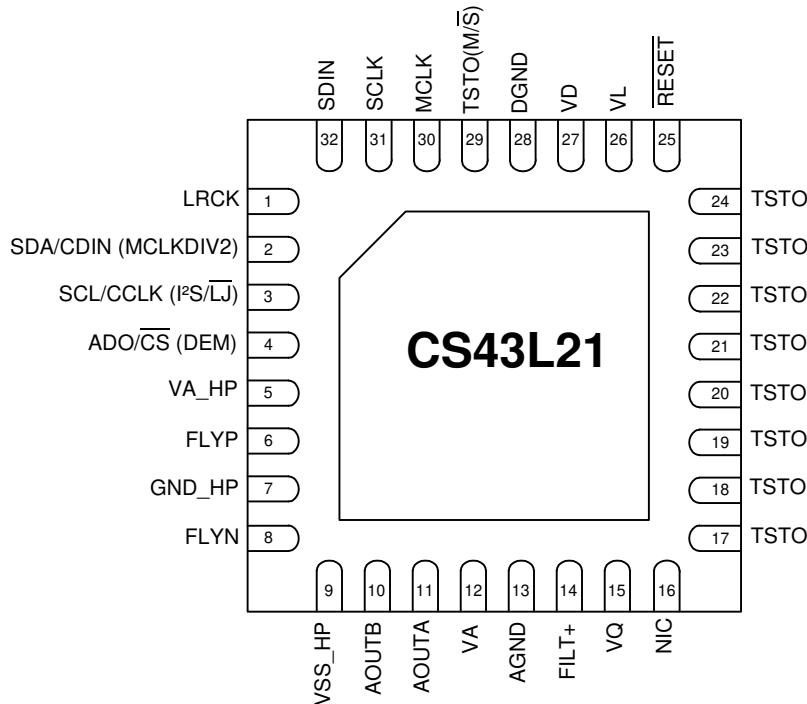 SDIN
SCLK
MCLK
TSTO(M/S̅)
DGND
VD
VL
R̅E̅S̅E̅T̅
32
31
30
29
28
27
26
25
LRCK 1
SDA/CDIN (MCLKDIV2) 2
SCL/CCLK (I²S/L̅J̅) 3
ADO/C̅S̅ (DEM) 4
VA_HP 5
FLYP 6
GND_HP 7
FLYN 8
CS43L21
24 TSTO
23 TSTO
22 TSTO
21 TSTO
20 TSTO
19 TSTO
18 TSTO
17 TSTO
9
10
11
12
13
14
15
16
VSS_HP
AOUTB
AOUTA
VA
AGND
FILT+
VQ
NIC